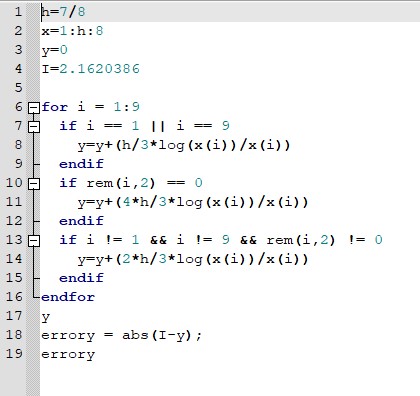 1 h=7/8
2 x=1:h:8
3 y=0
4 I=2.1620386
5
6 for i = 1:9
7 if i == 1 || i == 9
8 y=y+(h/3*log(x(i))/x(i))
9 endif
10 if rem(i,2) == 0
11 y=y+(4*h/3*log(x(i))/x(i))
12 endif
13 if i != 1 && i != 9 && rem(i,2) != 0
14 y=y+(2*h/3*log(x(i))/x(i))
15 endif
16 endfor
17 y
18 errory = abs(I-y);
19 errory